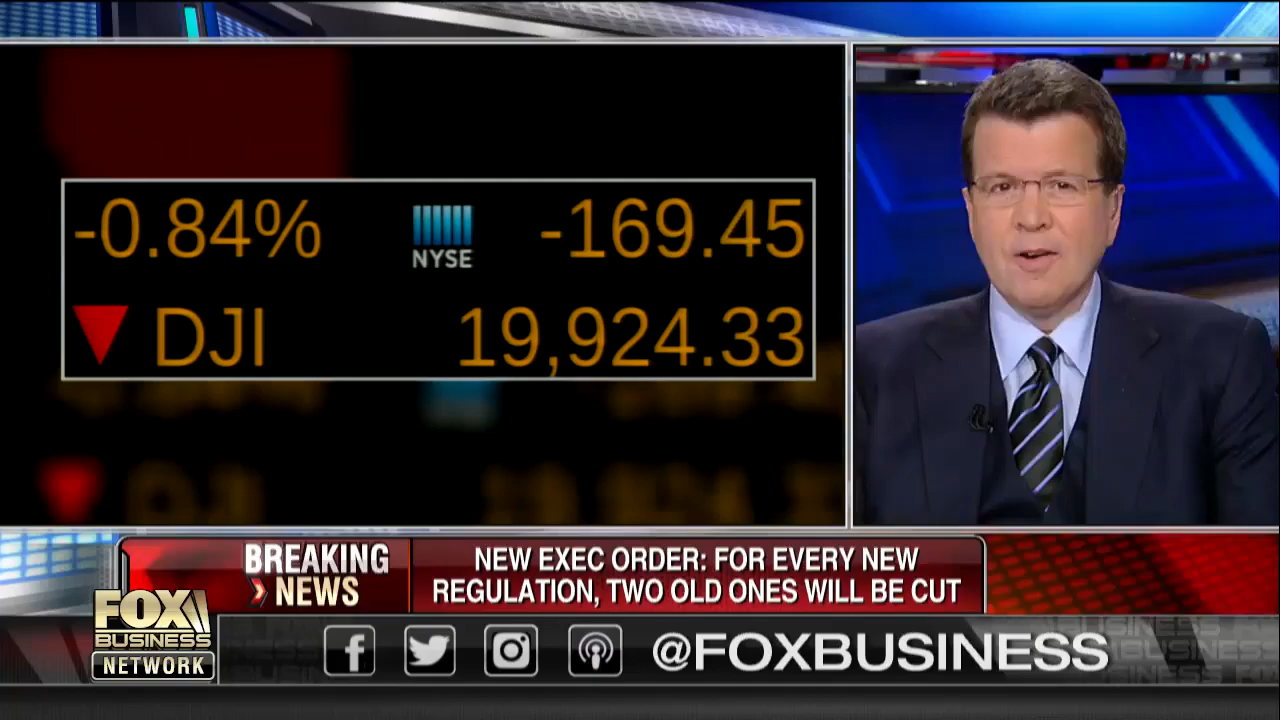 -0.84%
NYSE
-169.45
DJI
19,924.33
BREAKING
NEWS
NEW EXEC ORDER: FOR EVERY NEW
REGULATION, TWO OLD ONES WILL BE CUT
FOX
BUSINESS
NETWORK
@FOXBUSINESS